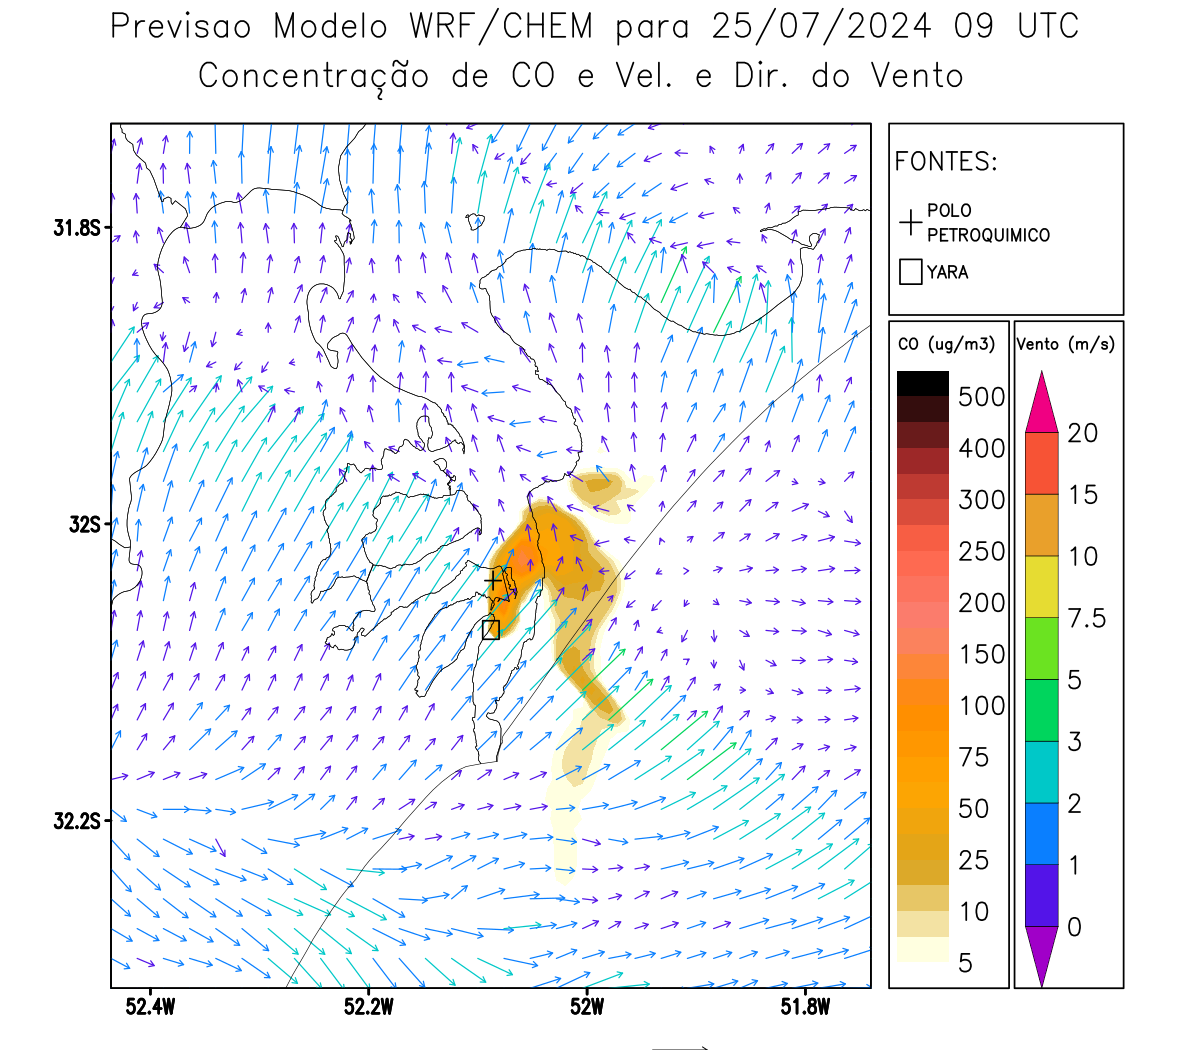 Previsao Modelo WRF/CHEM para 25/07/2024 09 UTC
Concentração de CO e Vel. e Dir. do Vento
FONTES:
POLO
PETROQUIMICO
YARA
CO (ug/m3)
500
400
300
250
200
150
100
75
50
25
10
5
Vento (m/s)
20
15
10
7.5
5
3
2
1
0
31.8S
32S
32.2S
52.4W
52.2W
52W
51.8W